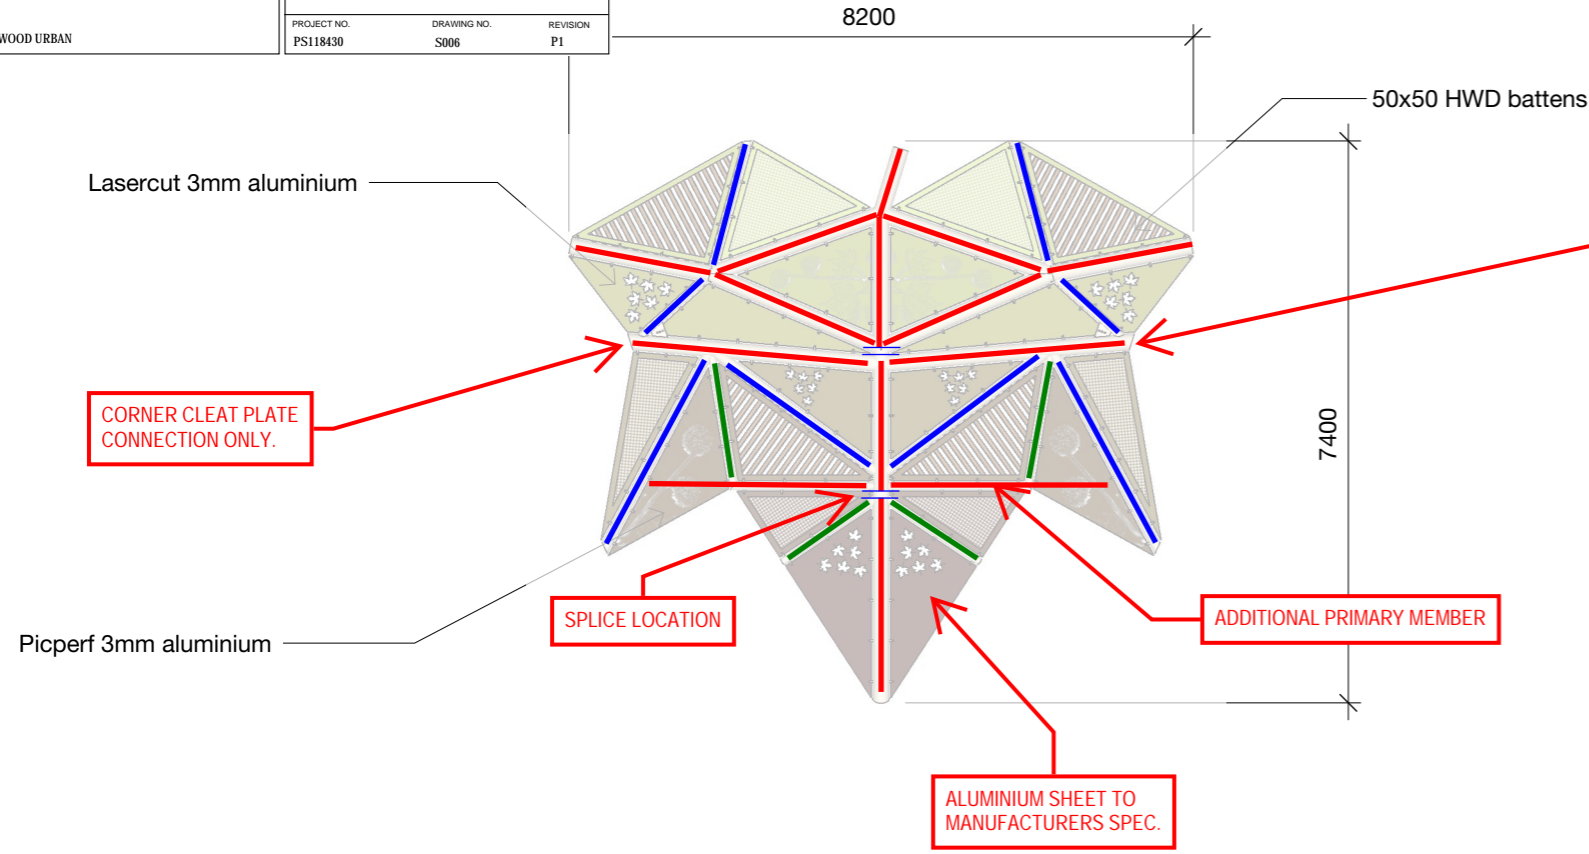 WOOD URBAN
PROJECT NO. DRAWING NO. REVISION
PS118430 S006 P1
8200
50x50 HWD battens
Lasercut 3mm aluminium
CORNER CLEAT PLATE
CONNECTION ONLY.
7400
SPLICE LOCATION
ADDITIONAL PRIMARY MEMBER
Picperf 3mm aluminium
ALUMINIUM SHEET TO
MANUFACTURERS SPEC.